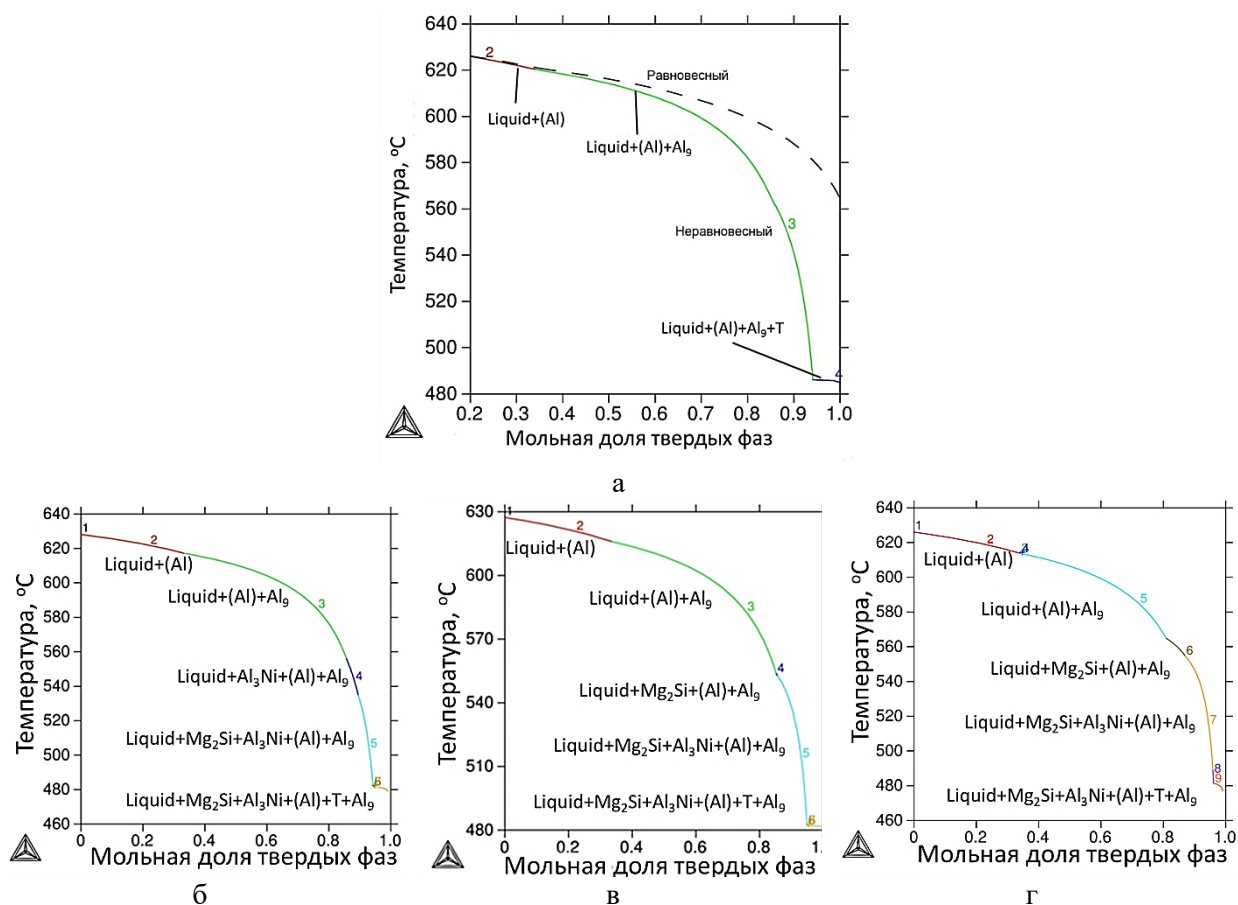 640
620
600
580
560
540
520
500
480
0.2 0.3 0.4 0.5 0.6 0.7 0.8 0.9 1.0
Температура, ºC
Мольная доля твердых фаз
2
Равновесный
Liquid+(Al)
Liquid+(Al)+Al₉
3
Неравновесный
Liquid+(Al)+Al₉+T
4
а
640
620
600
580
560
540
520
500
480
460
0 0.2 0.4 0.6 0.8 1.0
Температура, ºC
Мольная доля твердых фаз
1
2
Liquid+(Al)
Liquid+(Al)+Al₉
3
4
Liquid+Al₃Ni+(Al)+Al₉
Liquid+Mg₂Si+Al₃Ni+(Al)+Al₉
5
6
Liquid+Mg₂Si+Al₃Ni+(Al)+T+Al₉
б
630
600
570
540
510
480
0 0.2 0.4 0.6 0.8 1.
Температура, ºC
Мольная доля твердых фаз
1
2
Liquid+(Al)
Liquid+(Al)+Al₉
3
4
Liquid+Mg₂Si+(Al)+Al₉
Liquid+Mg₂Si+Al₃Ni+(Al)+Al₉
5
Liquid+Mg₂Si+Al₃Ni+(Al)+T+Al₉
6
в
640
620
600
580
560
540
520
500
480
460
0 0.2 0.4 0.6 0.8 1.0
Температура, ºC
Мольная доля твердых фаз
1
2
4
Liquid+(Al)
Liquid+(Al)+Al₉
5
6
Liquid+Mg₂Si+(Al)+Al₉
Liquid+Mg₂Si+Al₃Ni+(Al)+Al₉
7
8
9
Liquid+Mg₂Si+Al₃Ni+(Al)+T+Al₉
г